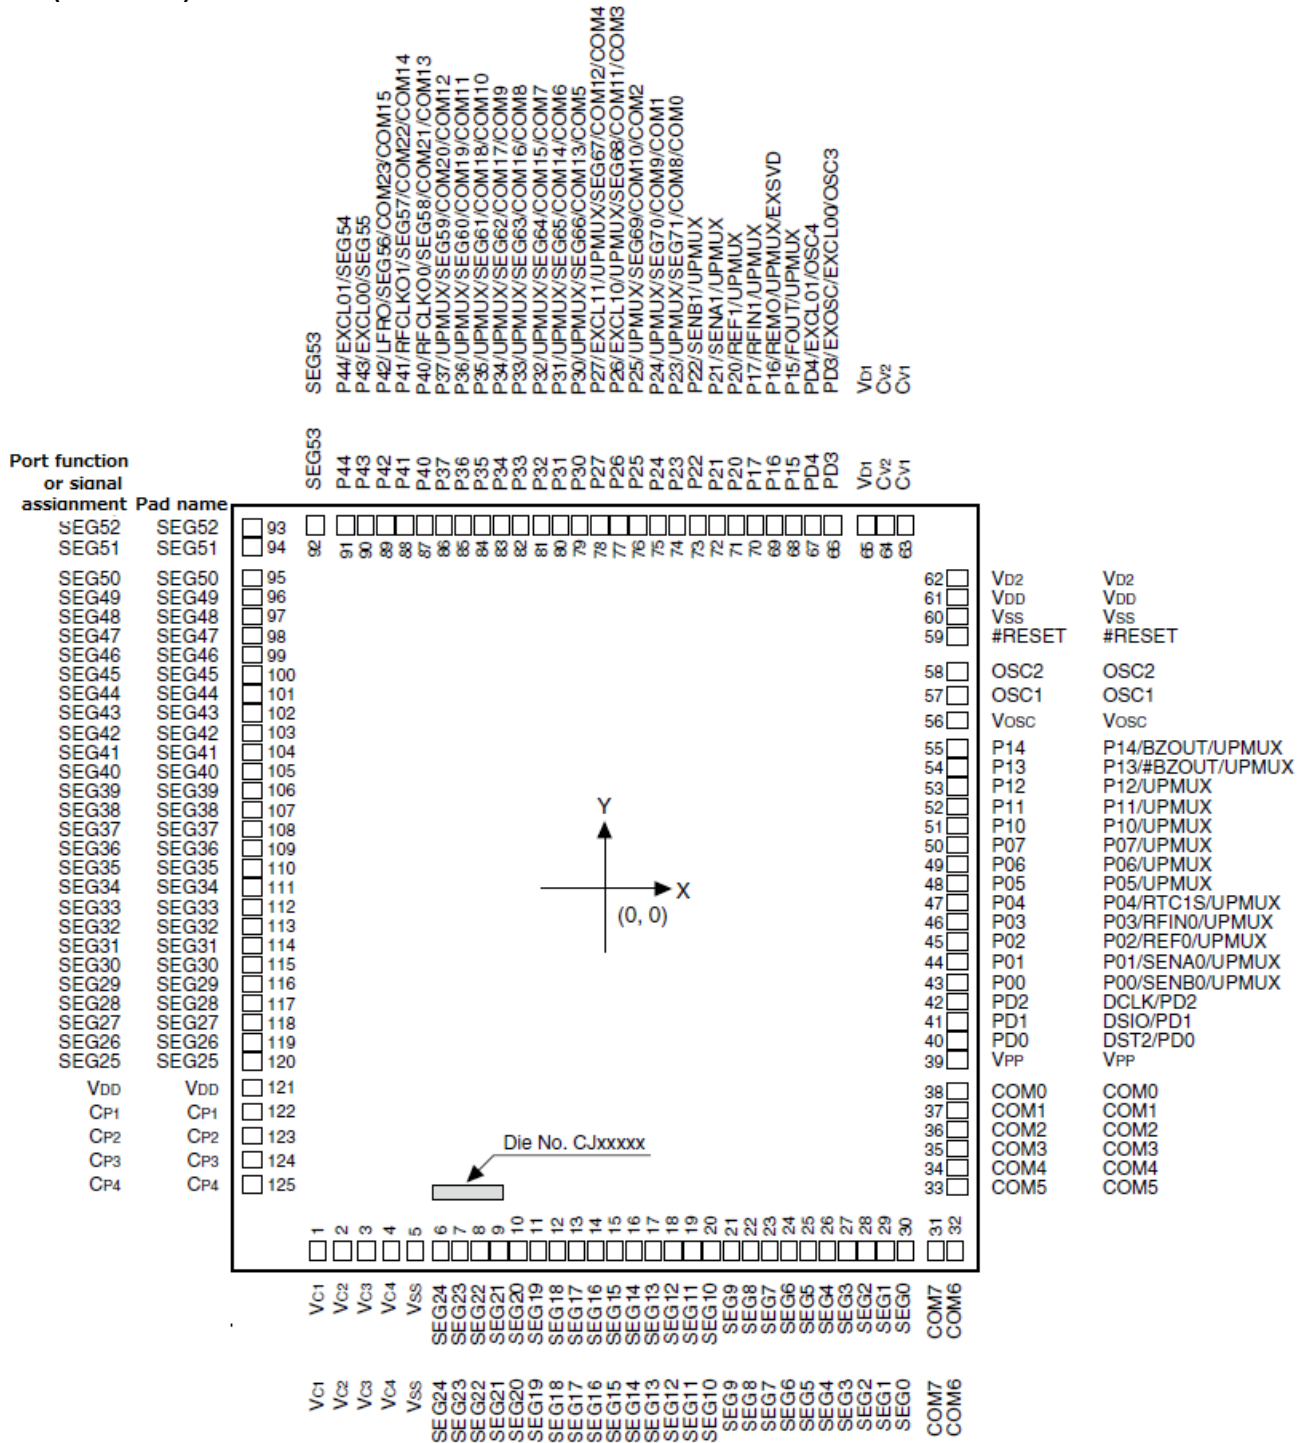 SEG53
P44/EXCL01/SEG54
P43/EXCL00/SEG55
P42/LFRO/SEG56/COM23/COM15
P41/RFCLKO1/SEG57/COM22/COM14
P40/RFCLKO0/SEG58/COM21/COM13
P37/UPMUX/SEG59/COM20/COM12
P36/UPMUX/SEG60/COM19/COM11
P35/UPMUX/SEG61/COM18/COM10
P34/UPMUX/SEG62/COM17/COM9
P33/UPMUX/SEG63/COM16/COM8
P32/UPMUX/SEG64/COM15/COM7
P31/UPMUX/SEG65/COM14/COM6
P30/UPMUX/SEG66/COM13/COM5
P27/EXCL11/UPMUX/SEG67/COM12/COM4
P26/EXCL10/UPMUX/SEG68/COM11/COM3
P25/UPMUX/SEG69/COM10/COM2
P24/UPMUX/SEG70/COM9/COM1
P23/UPMUX/SEG71/COM8/COM0
P22/SENB1/UPMUX
P21/SENA1/UPMUX
P20/REF1/UPMUX
P17/RFIN1/UPMUX
P16/REMO/UPMUX/EXSVD
P15/FOUT/UPMUX
PD4/EXCL01/OSC4
PD3/EXOSC/EXCL00/OSC3
VD1
CV2
CV1
SEG53
P44
P43
P42
P41
P40
P37
P36
P35
P34
P33
P32
P31
P30
P27
P26
P25
P24
P23
P22
P21
P20
P17
P16
P15
PD4
PD3
VD1
CV2
CV1
Port function
or signal
assignment Pad name
92 91 90 89 88 87 86 85 84 83 82 81 80 79 78 77 76 75 74 73 72 71 70 69 68 67 66 65 64 63
SEG52 SEG52 93
SEG51 SEG51 94
SEG50 SEG50 95
SEG49 SEG49 96
SEG48 SEG48 97
SEG47 SEG47 98
SEG46 SEG46 99
SEG45 SEG45 100
SEG44 SEG44 101
SEG43 SEG43 102
SEG42 SEG42 103
SEG41 SEG41 104
SEG40 SEG40 105
SEG39 SEG39 106
SEG38 SEG38 107
SEG37 SEG37 108
SEG36 SEG36 109
SEG35 SEG35 110
SEG34 SEG34 111
SEG33 SEG33 112
SEG32 SEG32 113
SEG31 SEG31 114
SEG30 SEG30 115
SEG29 SEG29 116
SEG28 SEG28 117
SEG27 SEG27 118
SEG26 SEG26 119
SEG25 SEG25 120
VDD VDD 121
CP1 CP1 122
CP2 CP2 123
CP3 CP3 124
CP4 CP4 125
Y
X
(0, 0)
Die No. CJxxxxx
62 VD2 VD2
61 VDD VDD
60 VSS VSS
59 #RESET #RESET
58 OSC2 OSC2
57 OSC1 OSC1
56 VOSC VOSC
55 P14 P14/BZOUT/UPMUX
54 P13 P13/#BZOUT/UPMUX
53 P12 P12/UPMUX
52 P11 P11/UPMUX
51 P10 P10/UPMUX
50 P07 P07/UPMUX
49 P06 P06/UPMUX
48 P05 P05/UPMUX
47 P04 P04/RTC1S/UPMUX
46 P03 P03/RFIN0/UPMUX
45 P02 P02/REF0/UPMUX
44 P01 P01/SENA0/UPMUX
43 P00 P00/SENB0/UPMUX
42 PD2 DCLK/PD2
41 PD1 DSIO/PD1
40 PD0 DST2/PD0
39 VPP VPP
38 COM0 COM0
37 COM1 COM1
36 COM2 COM2
35 COM3 COM3
34 COM4 COM4
33 COM5 COM5
1 2 3 4 5 6 7 8 9 10 11 12 13 14 15 16 17 18 19 20 21 22 23 24 25 26 27 28 29 30 31 32
VC1
VC2
VC3
VC4
VSS
SEG24
SEG23
SEG22
SEG21
SEG20
SEG19
SEG18
SEG17
SEG16
SEG15
SEG14
SEG13
SEG12
SEG11
SEG10
SEG9
SEG8
SEG7
SEG6
SEG5
SEG4
SEG3
SEG2
SEG1
SEG0
COM7
COM6
VC1
VC2
VC3
VC4
VSS
SEG24
SEG23
SEG22
SEG21
SEG20
SEG19
SEG18
SEG17
SEG16
SEG15
SEG14
SEG13
SEG12
SEG11
SEG10
SEG9
SEG8
SEG7
SEG6
SEG5
SEG4
SEG3
SEG2
SEG1
SEG0
COM7
COM6